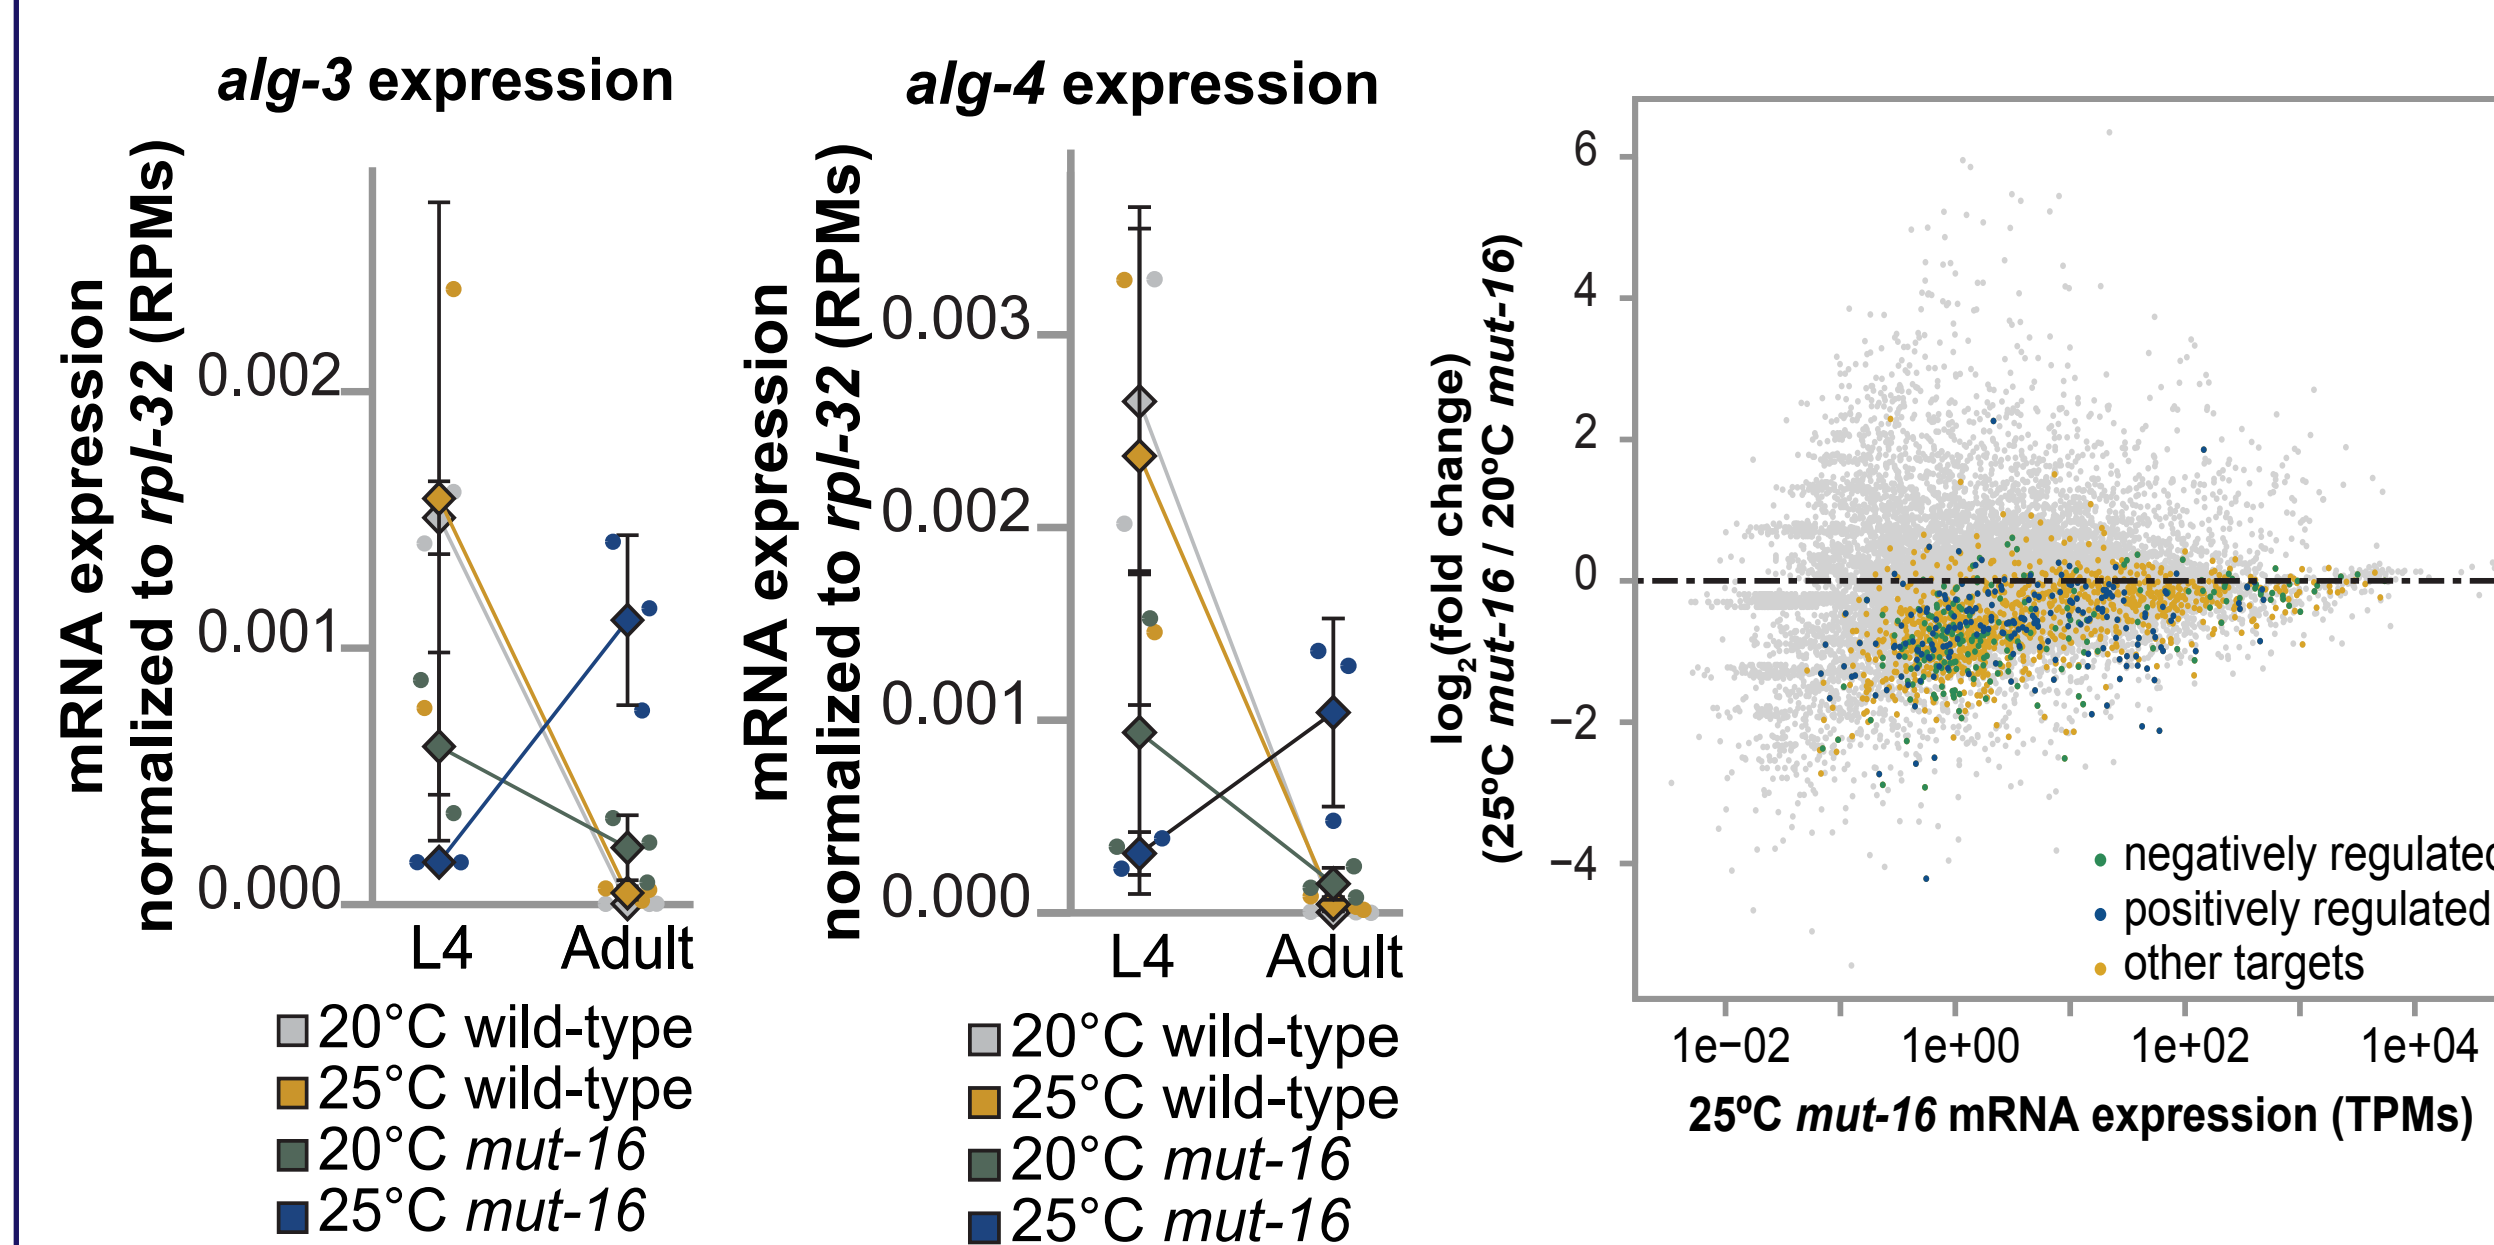 alg-3 expression
mRNA expression
normalized to rpl-32 (RPMs)
0.002
0.001
0.000
L4 Adult
20°C wild-type
25°C wild-type
20°C mut-16
25°C mut-16
alg-4 expression
mRNA expression
normalized to rpl-32 (RPMs)
0.003
0.002
0.001
0.000
L4 Adult
20°C wild-type
25°C wild-type
20°C mut-16
25°C mut-16
log2(fold change)
(25ºC mut-16 / 20ºC mut-16)
6
4
2
0
−2
−4
negatively regulated
positively regulated
other targets
1e−02 1e+00 1e+02 1e+04
25ºC mut-16 mRNA expression (TPMs)